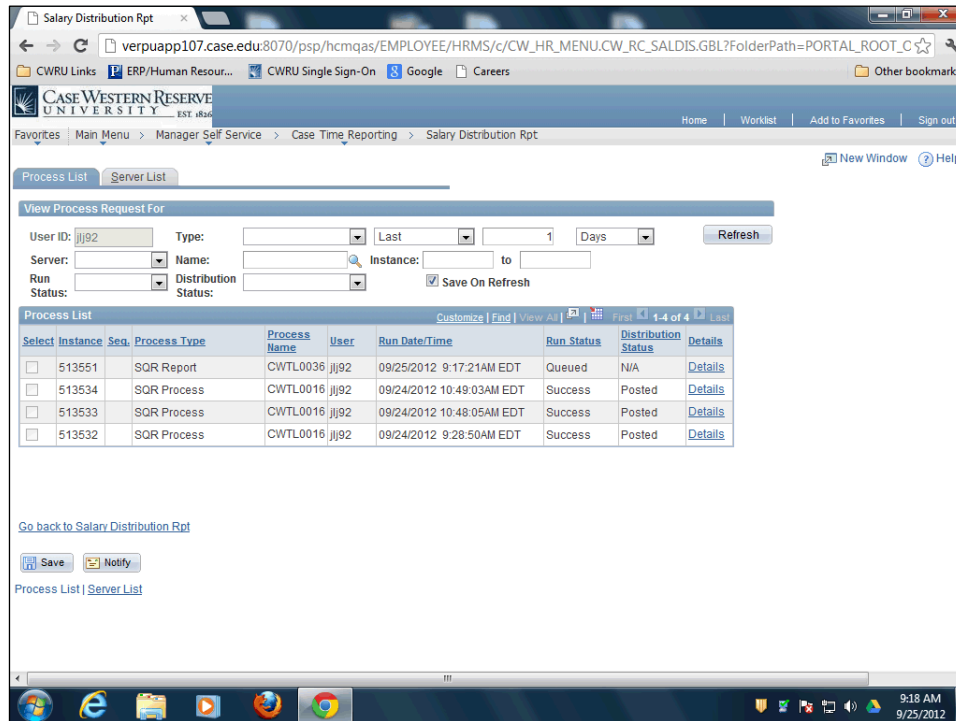 Salary Distribution Rpt
verpuapp107.case.edu:8070/psp/hcmqas/EMPLOYEE/HRMS/c/CW_HR_MENU.CW_RC_SALDIS.GBL?FolderPath=PORTAL_ROOT_O
CWRU Links ERP/Human Resour... CWRU Single Sign-On Google Careers Other bookmark
CASE WESTERN RESERVE
UNIVERSITY EST. 1826
Home | Worklist | Add to Favorites | Sign out
Favorites Main Menu > Manager Self Service > Case Time Reporting > Salary Distribution Rpt
New Window Help
Process List Server List
View Process Request For
User ID: jlj92 Type: Last 1 Days Refresh
Server: Name: Instance: to
Run Status: Distribution Status: Save On Refresh
Process List Customize | Find | View All | | First 1-4 of 4 Last
Select Instance Seq. Process Type Process Name User Run Date/Time Run Status Distribution Status Details
513551 SQR Report CWTL0036 jlj92 09/25/2012 9:17:21AM EDT Queued N/A Details
513534 SQR Process CWTL0016 jlj92 09/24/2012 10:49:03AM EDT Success Posted Details
513533 SQR Process CWTL0016 jlj92 09/24/2012 10:48:05AM EDT Success Posted Details
513532 SQR Process CWTL0016 jlj92 09/24/2012 9:28:50AM EDT Success Posted Details
Go back to Salary Distribution Rpt
Save Notify
Process List | Server List
9:18 AM
9/25/2012